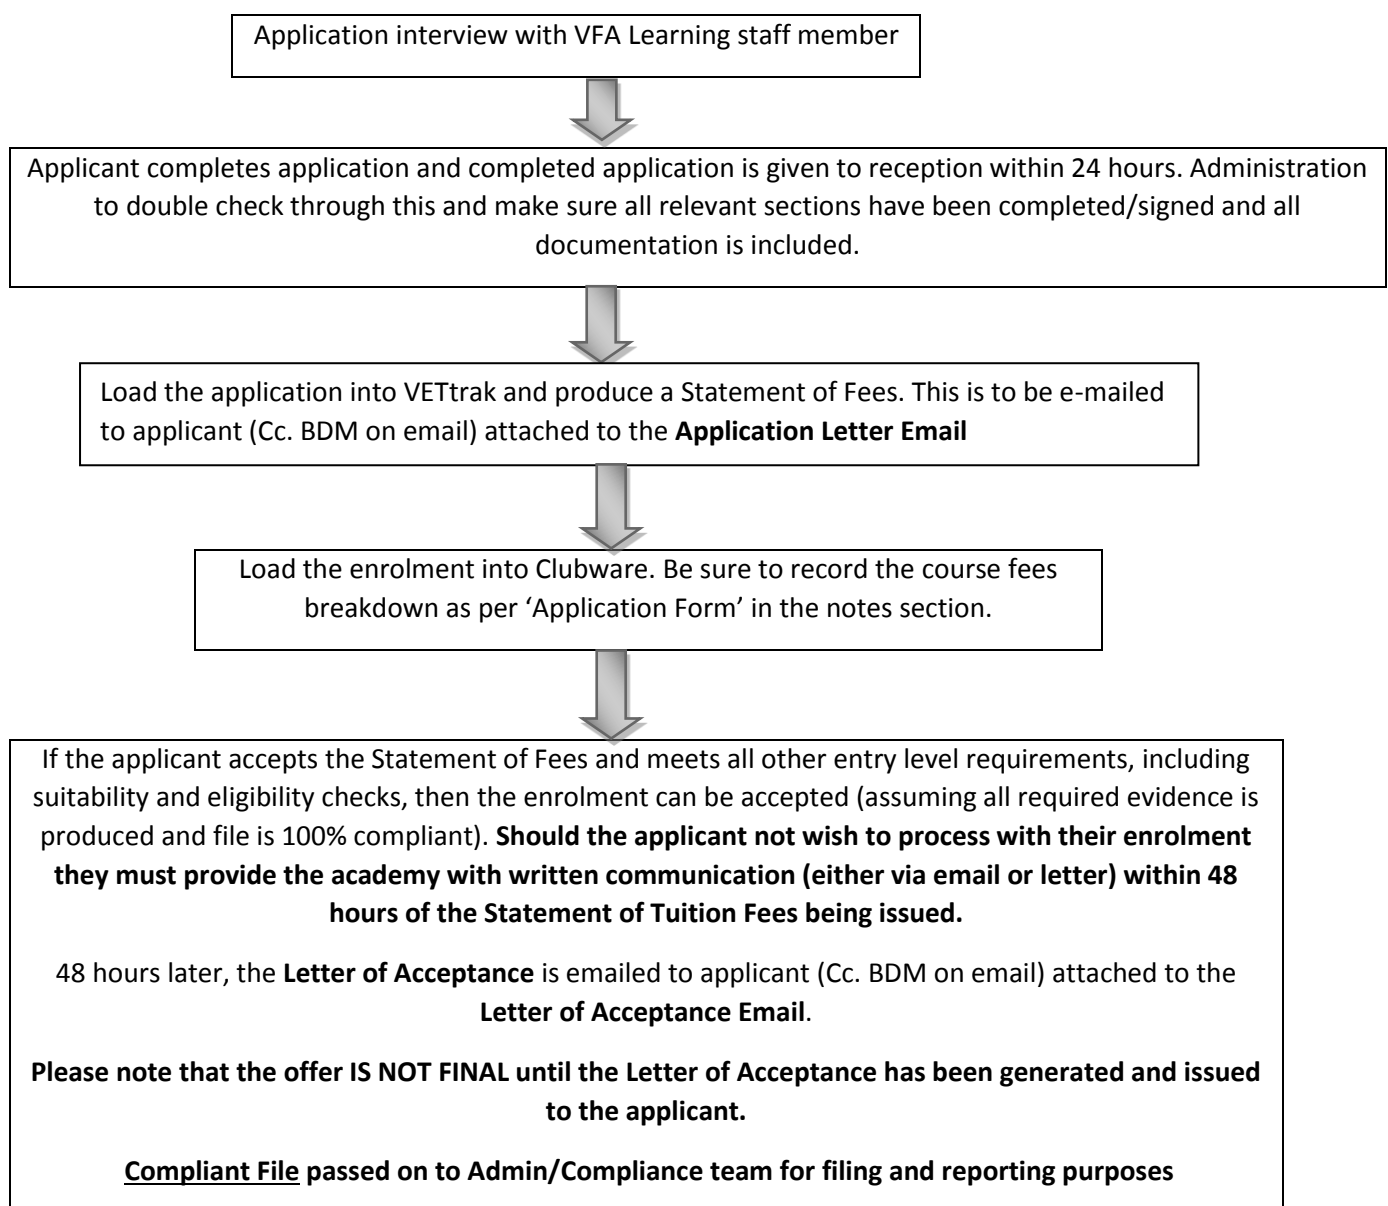 Application interview with VFA Learning staff member
Applicant completes application and completed application is given to reception within 24 hours. Administration
to double check through this and make sure all relevant sections have been completed/signed and all
documentation is included.
Load the application into VETtrak and produce a Statement of Fees. This is to be e-mailed
to applicant (Cc. BDM on email) attached to the Application Letter Email
Load the enrolment into Clubware. Be sure to record the course fees
breakdown as per ‘Application Form’ in the notes section.
If the applicant accepts the Statement of Fees and meets all other entry level requirements, including
suitability and eligibility checks, then the enrolment can be accepted (assuming all required evidence is
produced and file is 100% compliant). Should the applicant not wish to process with their enrolment
they must provide the academy with written communication (either via email or letter) within 48
hours of the Statement of Tuition Fees being issued.
48 hours later, the Letter of Acceptance is emailed to applicant (Cc. BDM on email) attached to the
Letter of Acceptance Email.
Please note that the offer IS NOT FINAL until the Letter of Acceptance has been generated and issued
to the applicant.
Compliant File passed on to Admin/Compliance team for filing and reporting purposes